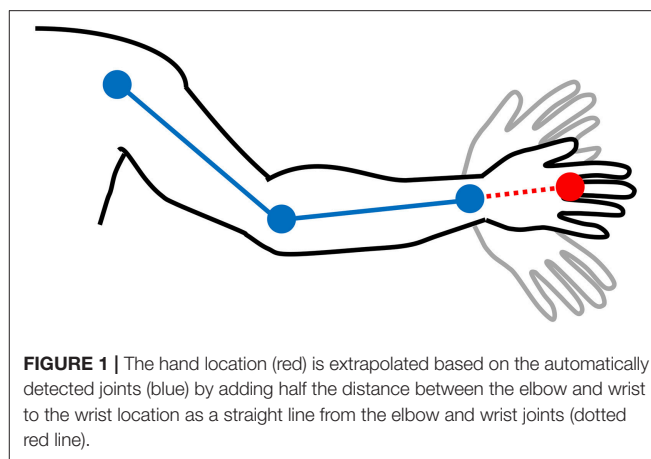 FIGURE 1 | The hand location (red) is extrapolated based on the automatically
detected joints (blue) by adding half the distance between the elbow and wrist
to the wrist location as a straight line from the elbow and wrist joints (dotted
red line).